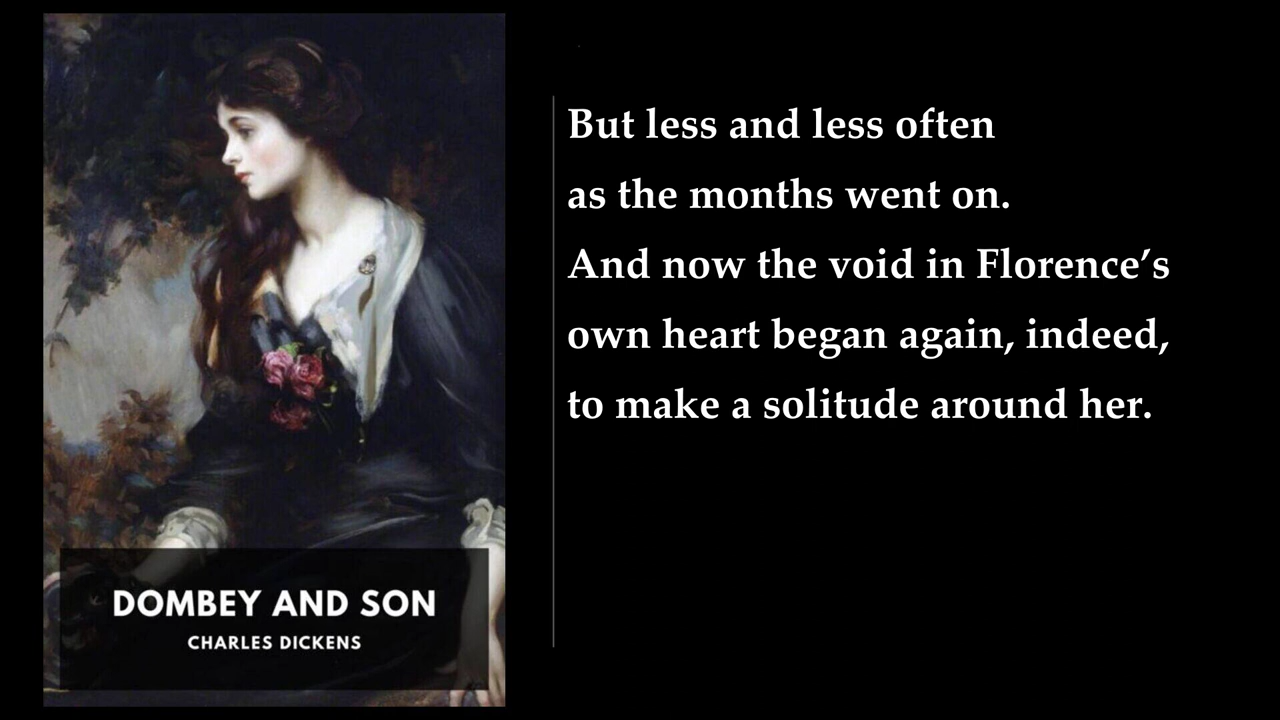 But less and less often
as the months went on.
And now the void in Florence’s
own heart began again, indeed,
to make a solitude around her.
DOMBEY AND SON
CHARLES DICKENS